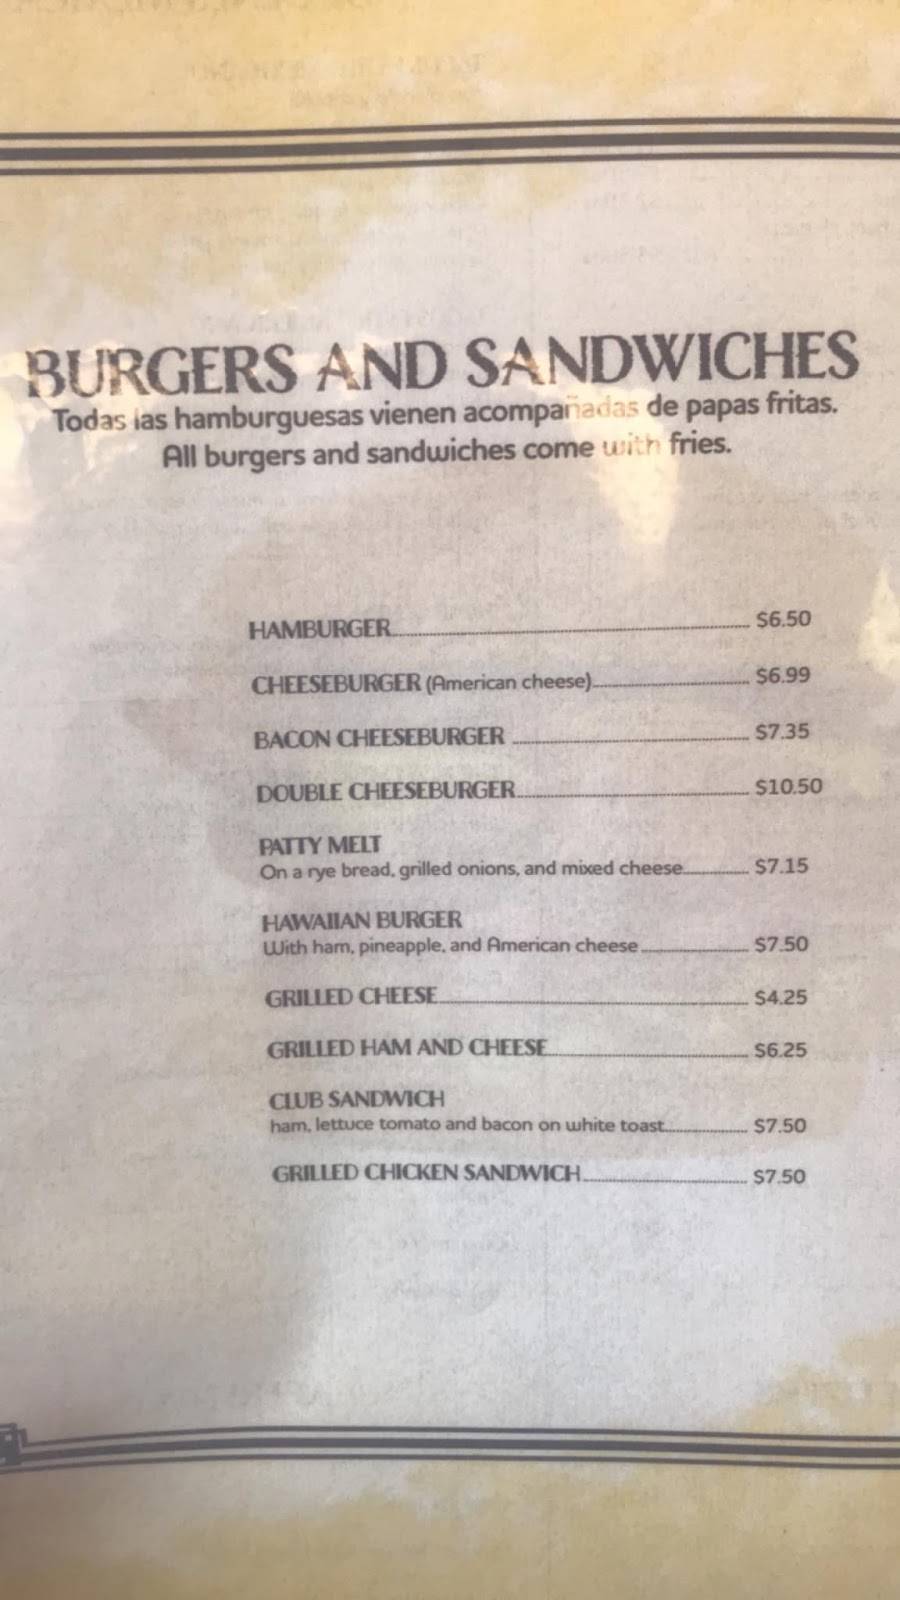 BURGERS AND SANDWICHES
Todas las hamburguesas vienen acompañadas de papas fritas.
All burgers and sandwiches come with fries.
HAMBURGER $6.50
CHEESEBURGER (American cheese) $6.99
BACON CHEESEBURGER $7.35
DOUBLE CHEESEBURGER $10.50
PATTY MELT
On a rye bread, grilled onions, and mixed cheese $7.15
HAWAIIAN BURGER
With ham, pineapple, and American cheese $7.50
GRILLED CHEESE $4.25
GRILLED HAM AND CHEESE $6.25
CLUB SANDWICH
ham, lettuce tomato and bacon on white toast $7.50
GRILLED CHICKEN SANDWICH $7.50